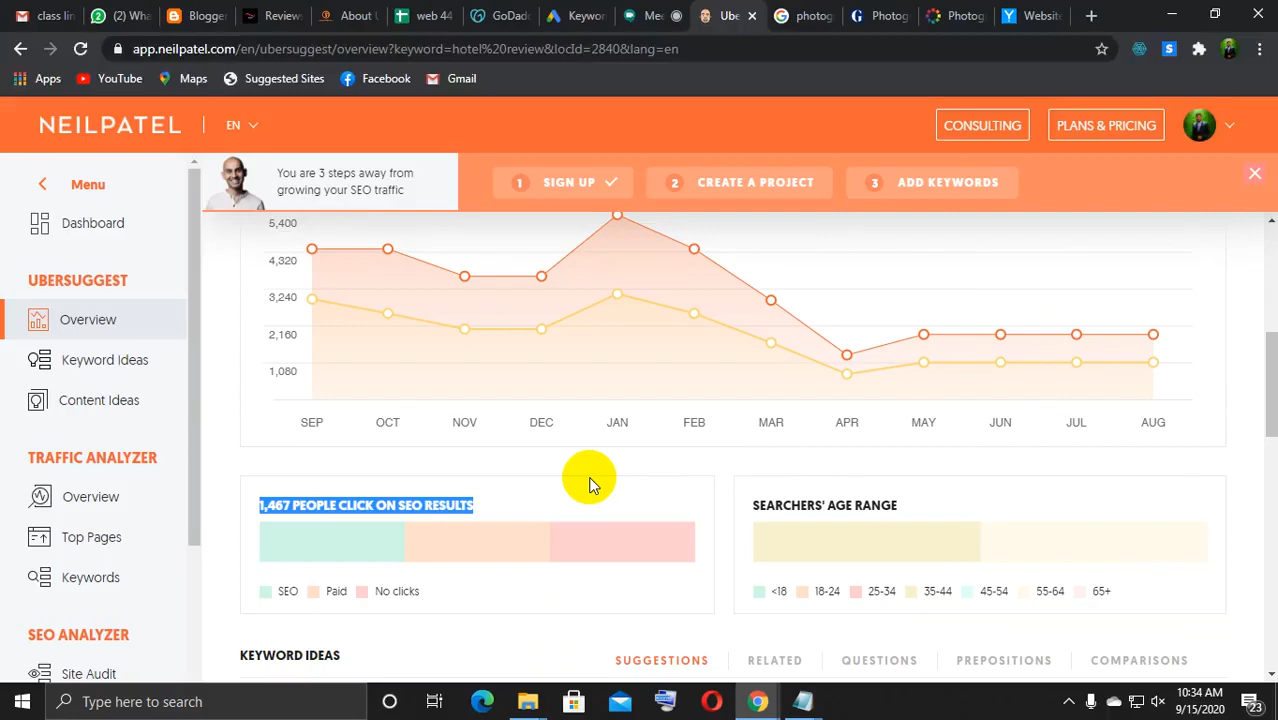 class lin
(2) Wha
Blogger
Reviews
About U
web 44
GoDadd
Keywor
Mee
Ube
photog
Photog
Photog
Website
app.neilpatel.com/en/ubersuggest/overview?keyword=hotel%20review&locId=2840&lang=en
Apps
YouTube
Maps
Suggested Sites
Facebook
Gmail
NEILPATEL
EN
CONSULTING
PLANS & PRICING
Menu
You are 3 steps away from
growing your SEO traffic
1 SIGN UP
2 CREATE A PROJECT
3 ADD KEYWORDS
Dashboard
UBERSUGGEST
Overview
Keyword Ideas
Content Ideas
TRAFFIC ANALYZER
Overview
Top Pages
Keywords
SEO ANALYZER
Site Audit
5,400
4,320
3,240
2,160
1,080
SEP OCT NOV DEC JAN FEB MAR APR MAY JUN JUL AUG
1,467 PEOPLE CLICK ON SEO RESULTS
SEO Paid No clicks
SEARCHERS' AGE RANGE
<18 18-24 25-34 35-44 45-54 55-64 65+
KEYWORD IDEAS
SUGGESTIONS RELATED QUESTIONS PREPOSITIONS COMPARISONS
Type here to search
10:34 AM
9/15/2020
23